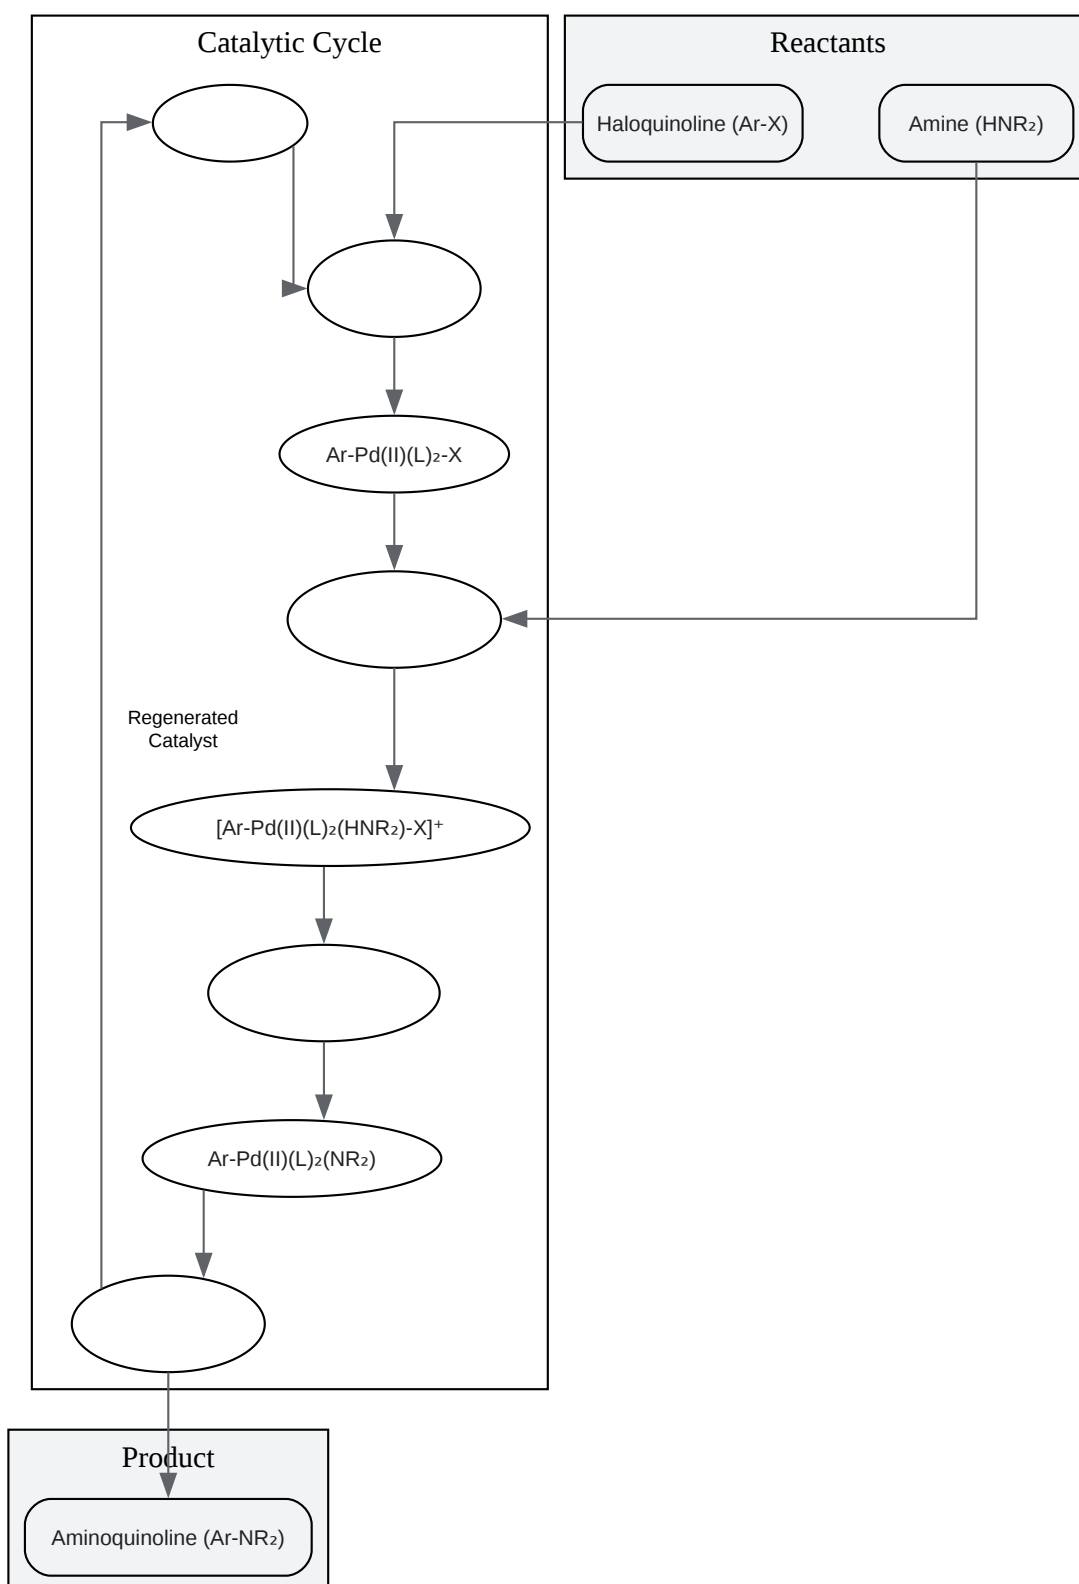 Catalytic Cycle
Reactants
Haloquinoline (Ar-X)
Amine (HNR₂)
Ar-Pd(II)(L)₂-X
Regenerated
Catalyst
[Ar-Pd(II)(L)₂(HNR₂)-X]⁺
Ar-Pd(II)(L)₂(NR₂)
Product
Aminoquinoline (Ar-NR₂)